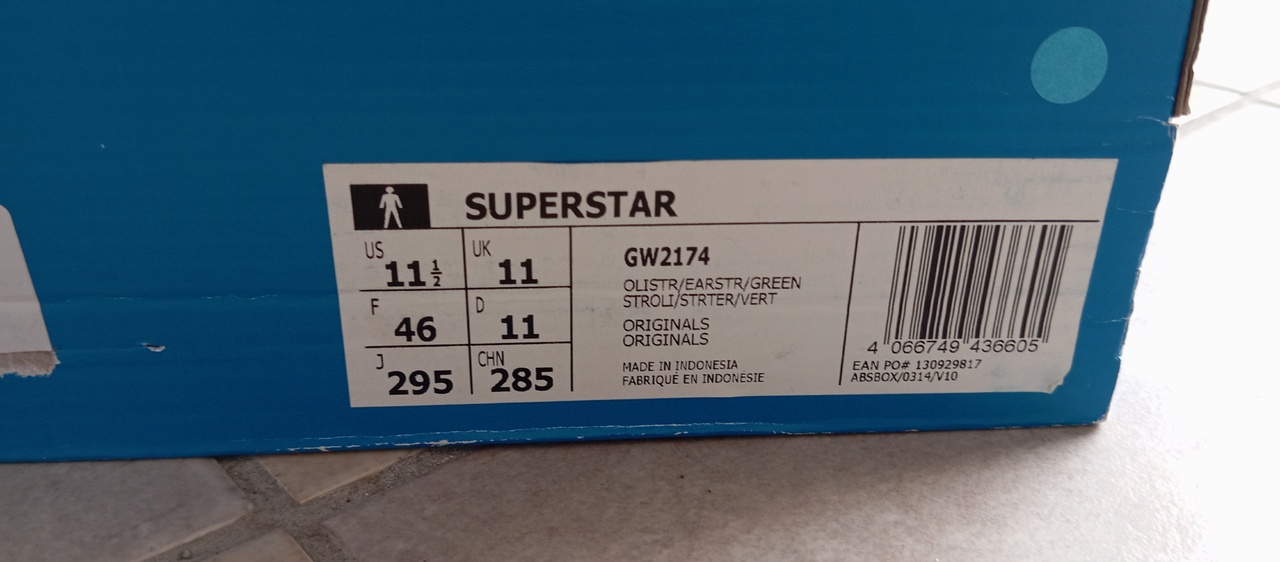 SUPERSTAR
US 11½ UK 11
F 46 D 11
J 295 CHN 285
GW2174
OLISTR/EARSTR/GREEN
STROLI/STRTER/VERT
ORIGINALS
ORIGINALS
MADE IN INDONESIA
FABRIQUÉ EN INDONÉSIE
4 066749 436605
EAN PO# 130929817
ABSBOX/0314/V10